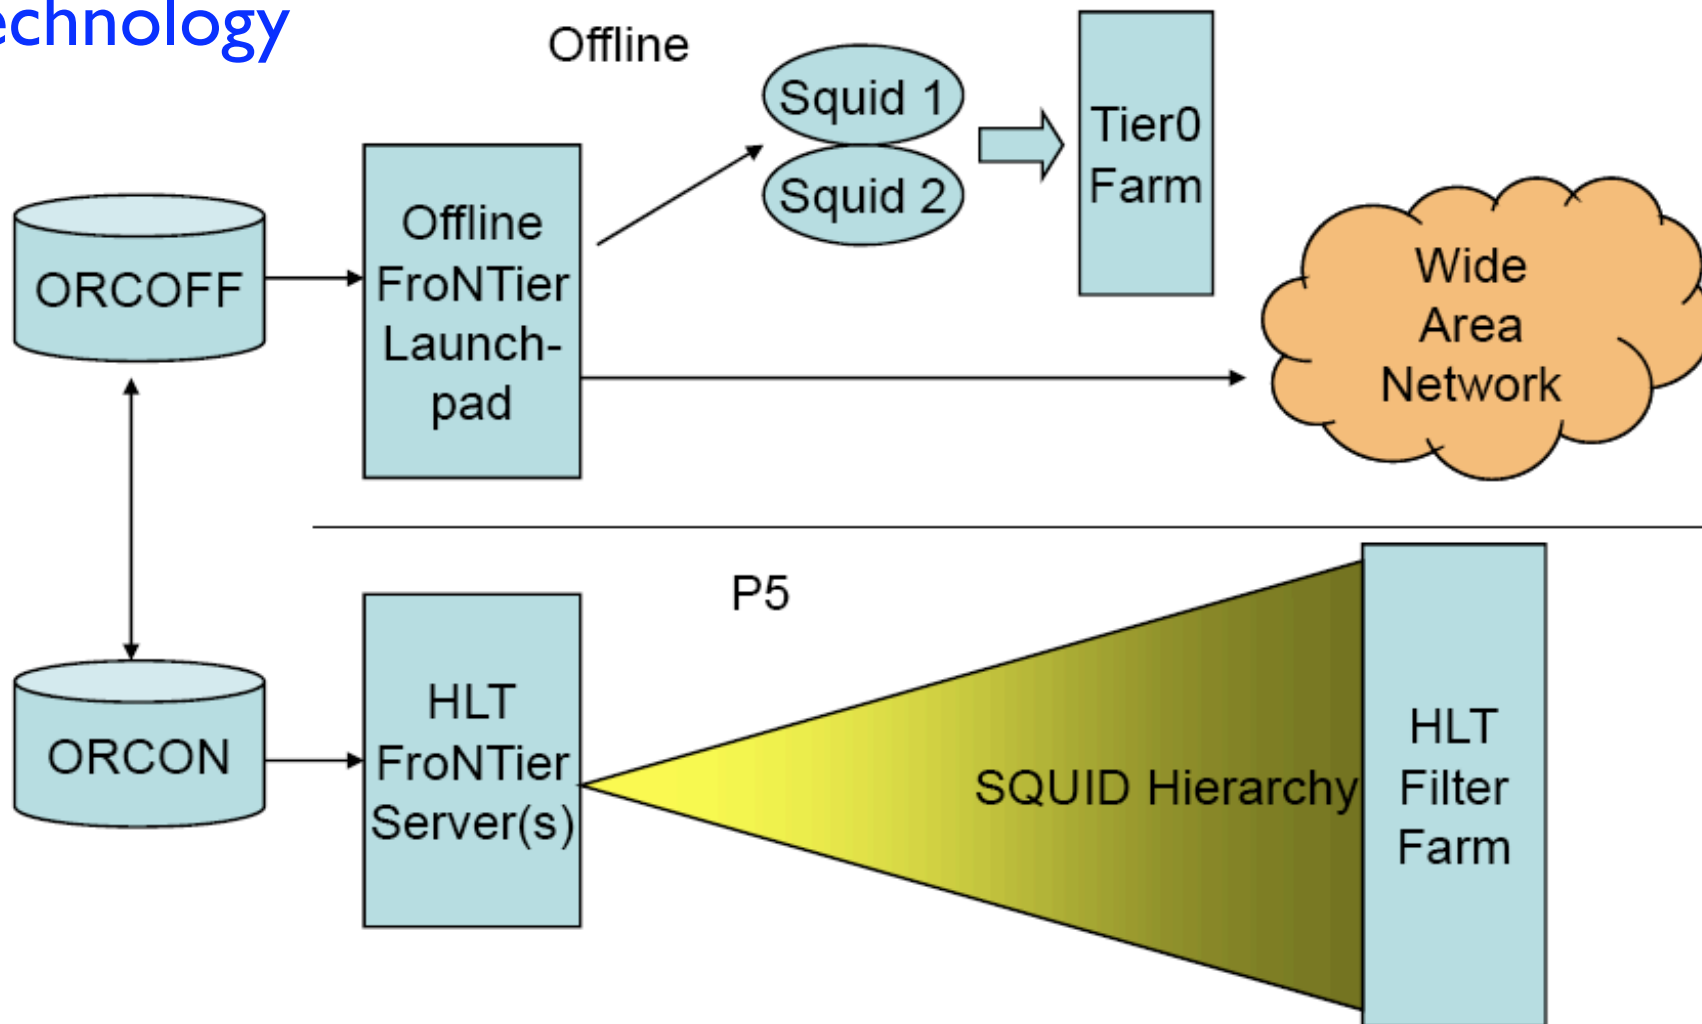 echnology
Offline
Squid 1
Squid 2
Tier0
Farm
ORCOFF
Offline
FroNTier
Launch-
pad
Wide
Area
Network
P5
ORCON
HLT
FroNTier
Server(s)
SQUID Hierarchy
HLT
Filter
Farm